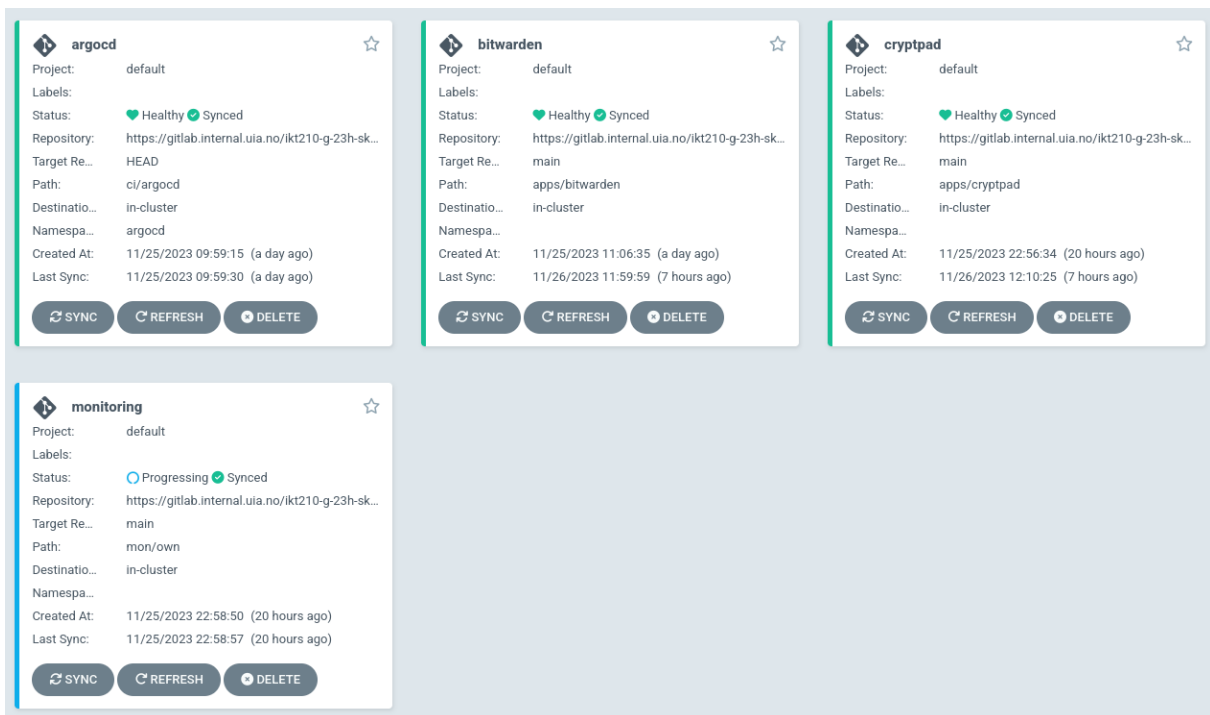 argocd
Project: default
Labels:
Status: Healthy Synced
Repository: https://gitlab.internal.uia.no/ikt210-g-23h-sk...
Target Re... HEAD
Path: ci/argocd
Destinatio... in-cluster
Namespa... argocd
Created At: 11/25/2023 09:59:15 (a day ago)
Last Sync: 11/25/2023 09:59:30 (a day ago)
SYNC REFRESH DELETE
bitwarden
Project: default
Labels:
Status: Healthy Synced
Repository: https://gitlab.internal.uia.no/ikt210-g-23h-sk...
Target Re... main
Path: apps/bitwarden
Destinatio... in-cluster
Namespa...
Created At: 11/25/2023 11:06:35 (a day ago)
Last Sync: 11/26/2023 11:59:59 (7 hours ago)
SYNC REFRESH DELETE
cryptpad
Project: default
Labels:
Status: Healthy Synced
Repository: https://gitlab.internal.uia.no/ikt210-g-23h-sk...
Target Re... main
Path: apps/cryptpad
Destinatio... in-cluster
Namespa...
Created At: 11/25/2023 22:56:34 (20 hours ago)
Last Sync: 11/26/2023 12:10:25 (7 hours ago)
SYNC REFRESH DELETE
monitoring
Project: default
Labels:
Status: Progressing Synced
Repository: https://gitlab.internal.uia.no/ikt210-g-23h-sk...
Target Re... main
Path: mon/own
Destinatio... in-cluster
Namespa...
Created At: 11/25/2023 22:58:50 (20 hours ago)
Last Sync: 11/25/2023 22:58:57 (20 hours ago)
SYNC REFRESH DELETE